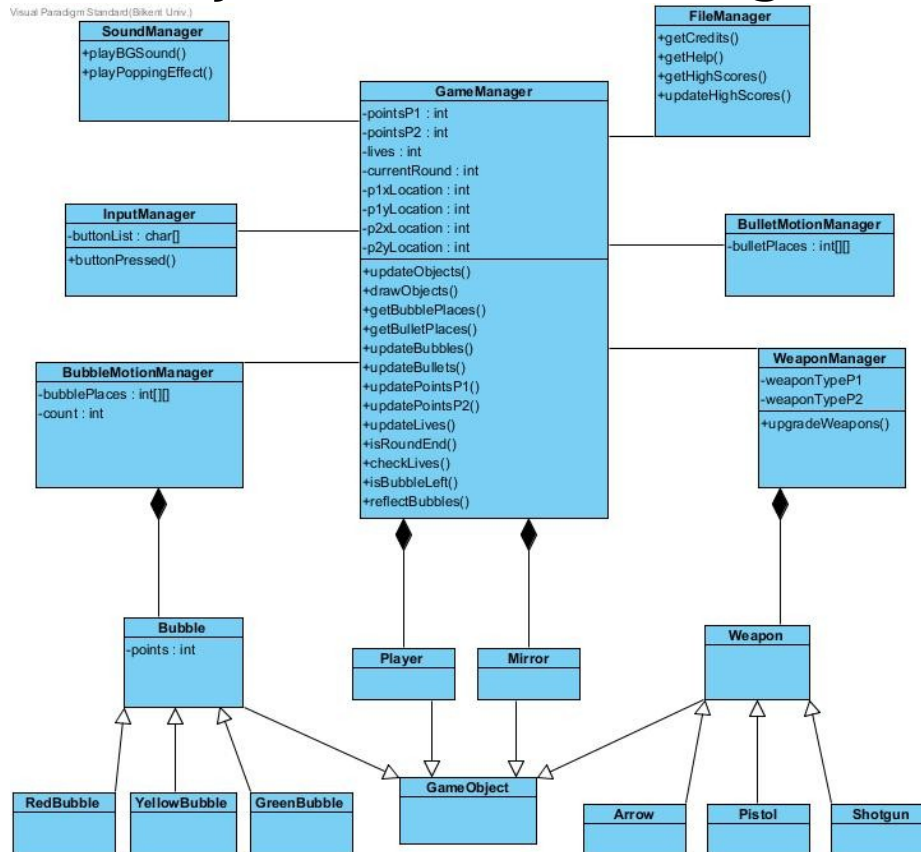 Visual Paradigm Standard(Bilkent Univ.)
SoundManager
+playBGSound()
+playPoppingEffect()
FileManager
+getCredits()
+getHelp()
+getHighScores()
+updateHighScores()
GameManager
-pointsP1 : int
-pointsP2 : int
-lives : int
-currentRound : int
-p1xLocation : int
-p1yLocation : int
-p2xLocation : int
-p2yLocation : int
+updateObjects()
+drawObjects()
+getBubblePlaces()
+getBulletPlaces()
+updateBubbles()
+updateBullets()
+updatePointsP1()
+updatePointsP2()
+updateLives()
+isRoundEnd()
+checkLives()
+isBubbleLeft()
+reflectBubbles()
InputManager
-buttonList : char[]
+buttonPressed()
BulletMotionManager
-bulletPlaces : int[][]
BubbleMotionManager
-bubblePlaces : int[][]
-count : int
WeaponManager
-weaponTypeP1
-weaponTypeP2
+upgradeWeapons()
Bubble
-points : int
Player
Mirror
Weapon
RedBubble
YellowBubble
GreenBubble
GameObject
Arrow
Pistol
Shotgun